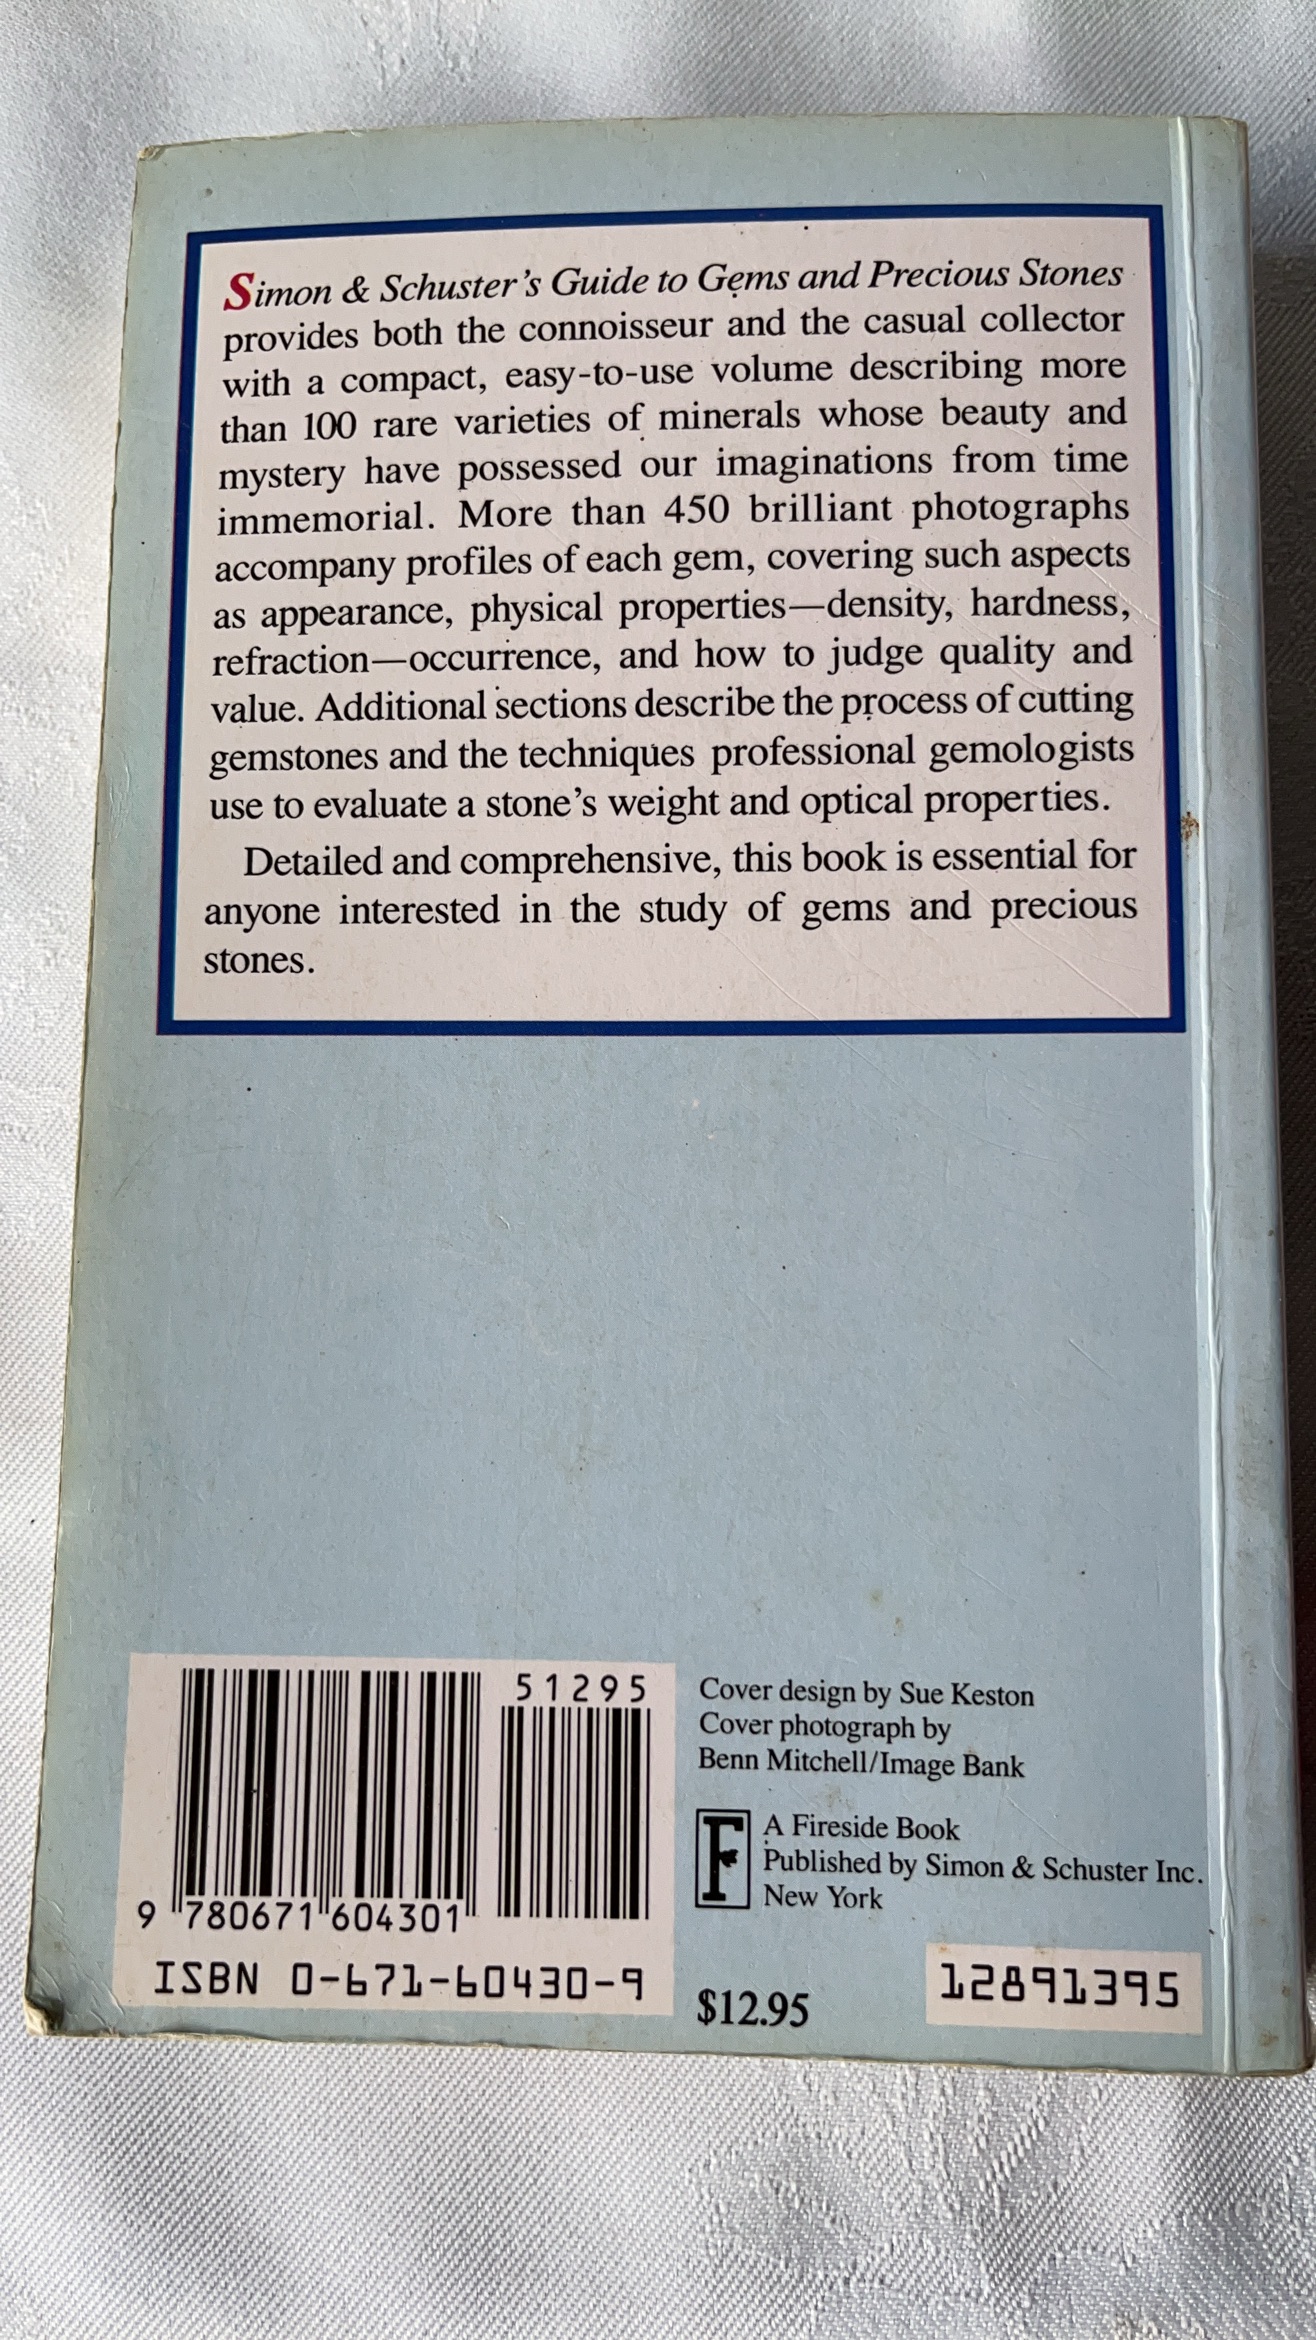 Simon & Schuster's Guide to Gems and Precious Stones
provides both the connoisseur and the casual collector
with a compact, easy-to-use volume describing more
than 100 rare varieties of minerals whose beauty and
mystery have possessed our imaginations from time
immemorial. More than 450 brilliant photographs
accompany profiles of each gem, covering such aspects
as appearance, physical properties—density, hardness,
refraction—occurrence, and how to judge quality and
value. Additional sections describe the process of cutting
gemstones and the techniques professional gemologists
use to evaluate a stone's weight and optical properties.
Detailed and comprehensive, this book is essential for
anyone interested in the study of gems and precious
stones.
51295
9 780671 604301
ISBN 0-671-60430-9
Cover design by Sue Keston
Cover photograph by
Benn Mitchell/Image Bank
F
A Fireside Book
Published by Simon & Schuster Inc.
New York
$12.95
12891395